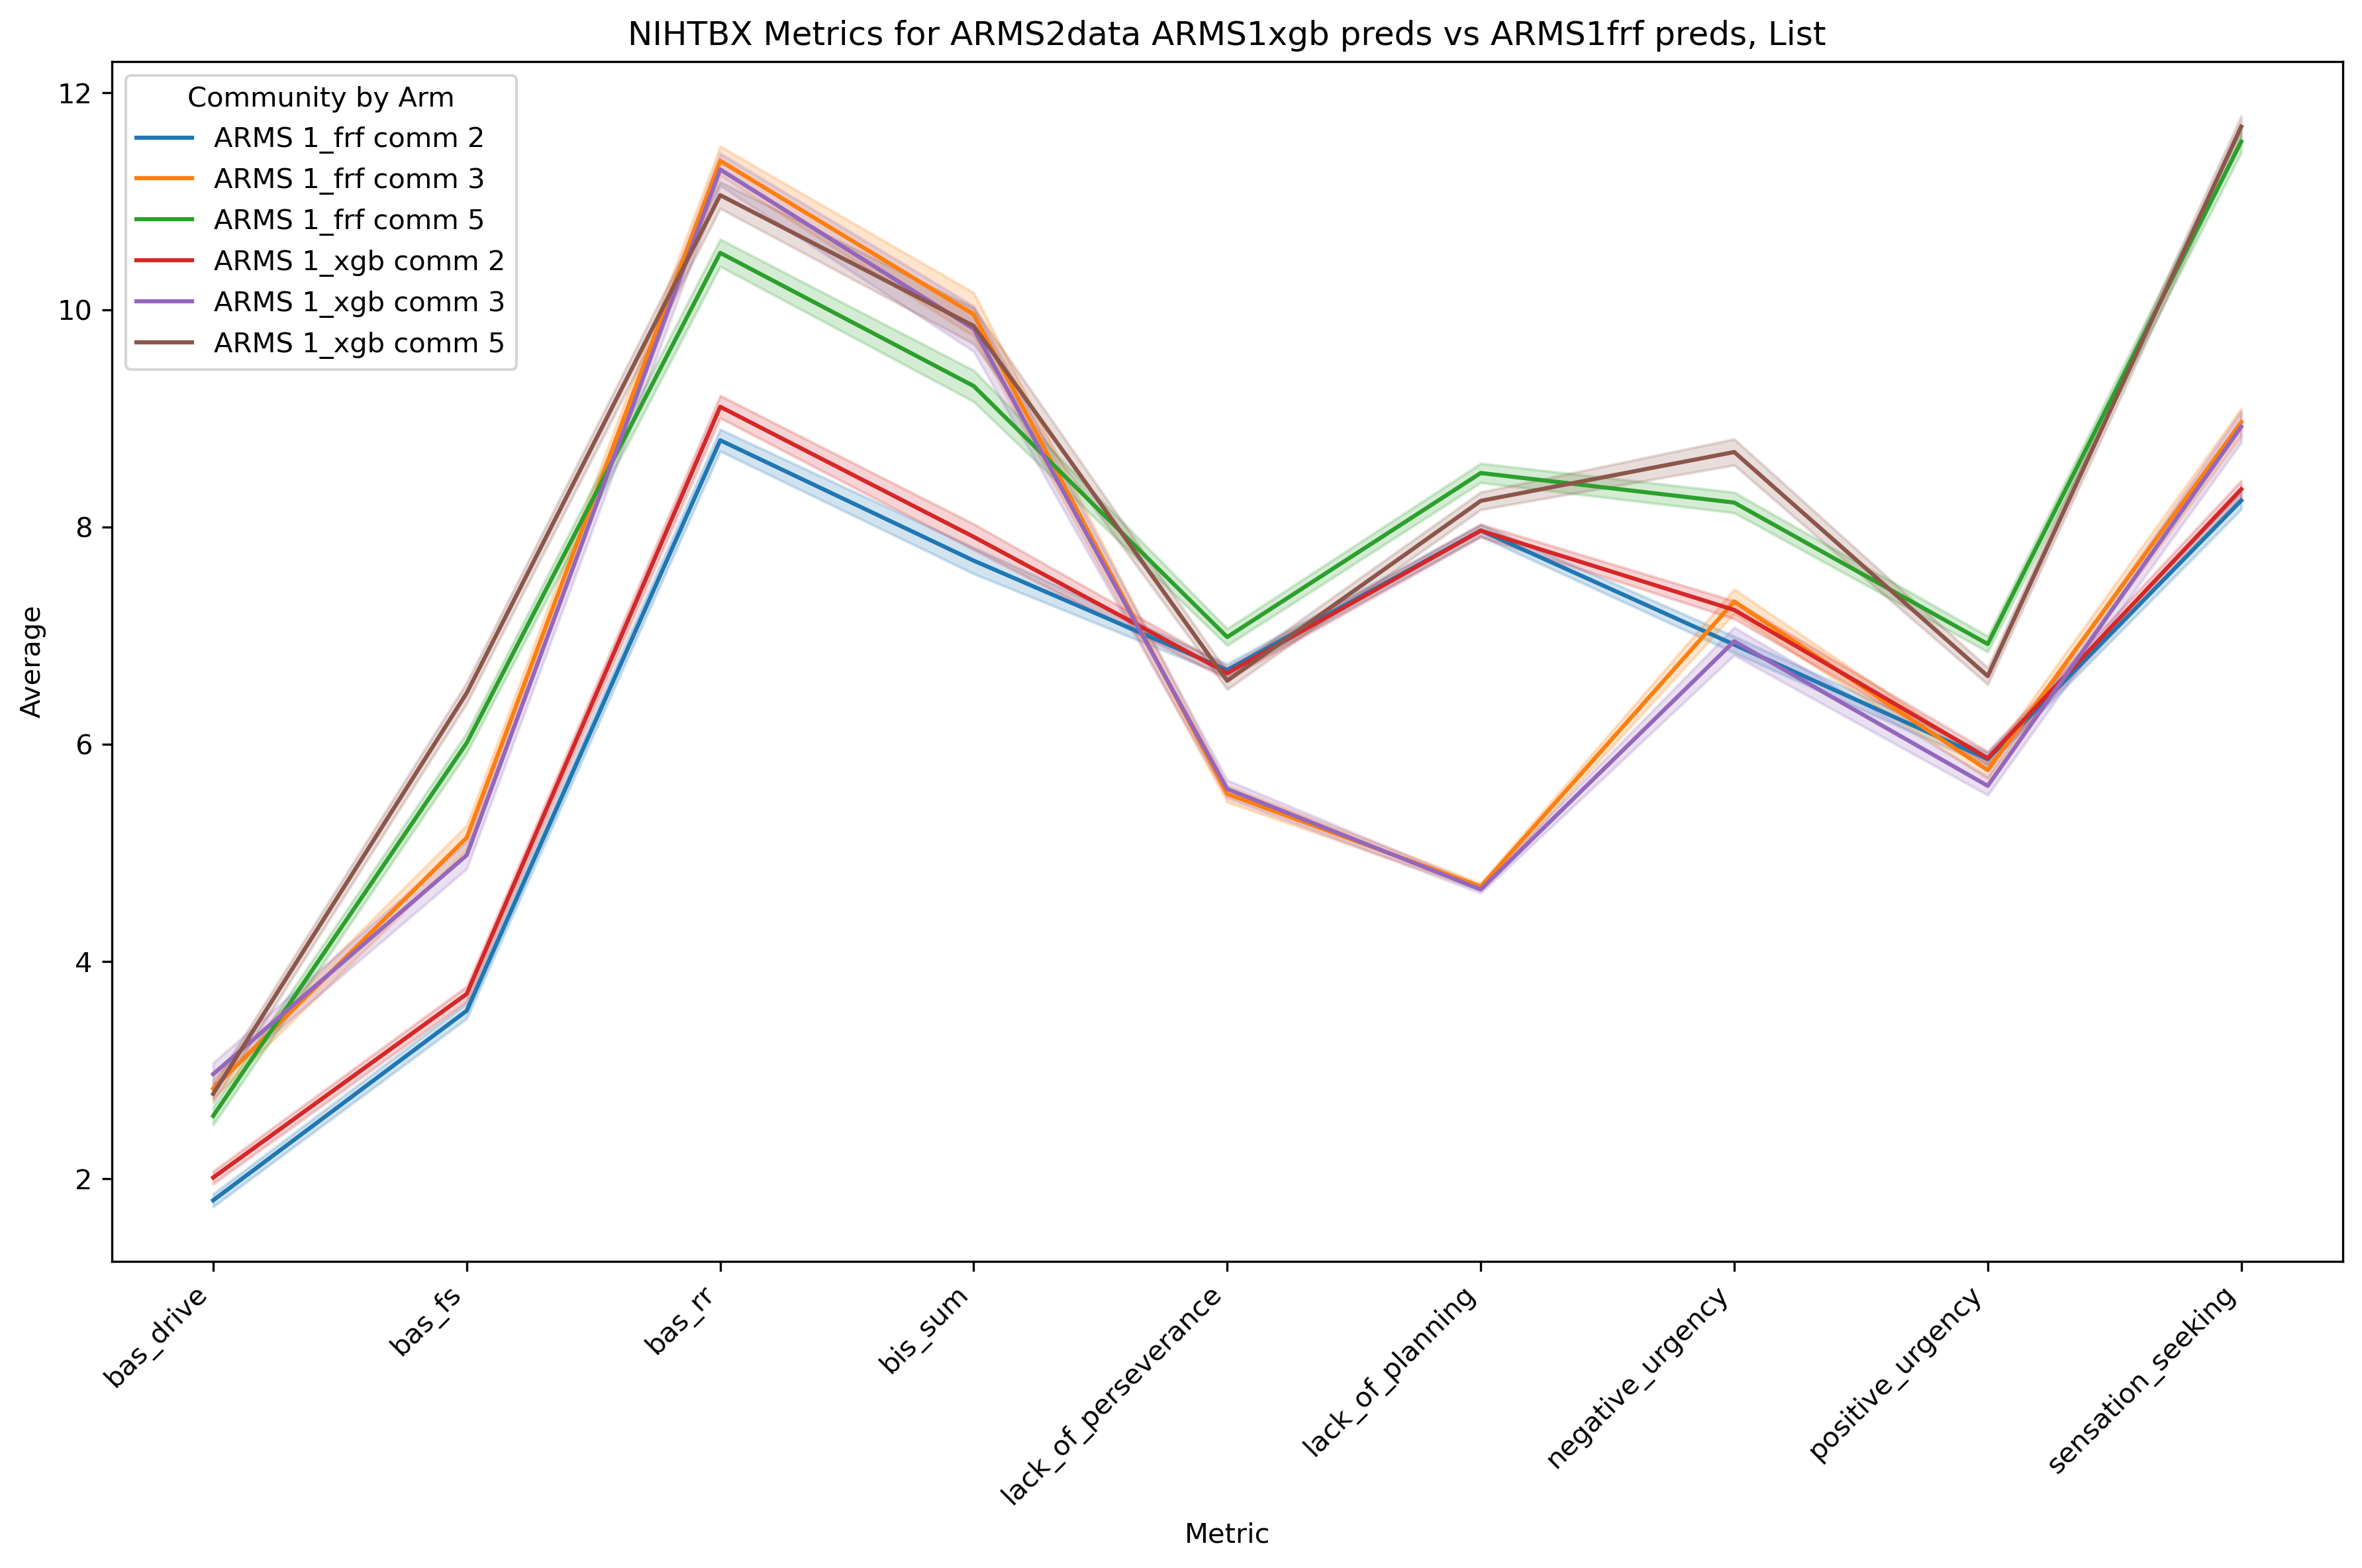 NIHTBX Metrics for ARMS2data ARMS1xgb preds vs ARMS1frf preds, List
Community by Arm
ARMS 1_frf comm 2
ARMS 1_frf comm 3
ARMS 1_frf comm 5
ARMS 1_xgb comm 2
ARMS 1_xgb comm 3
ARMS 1_xgb comm 5
Average
12
10
8
6
4
2
bas_drive
bas_fs
bas_rr
bis_sum
lack_of_perseverance
lack_of_planning
negative_urgency
positive_urgency
sensation_seeking
Metric